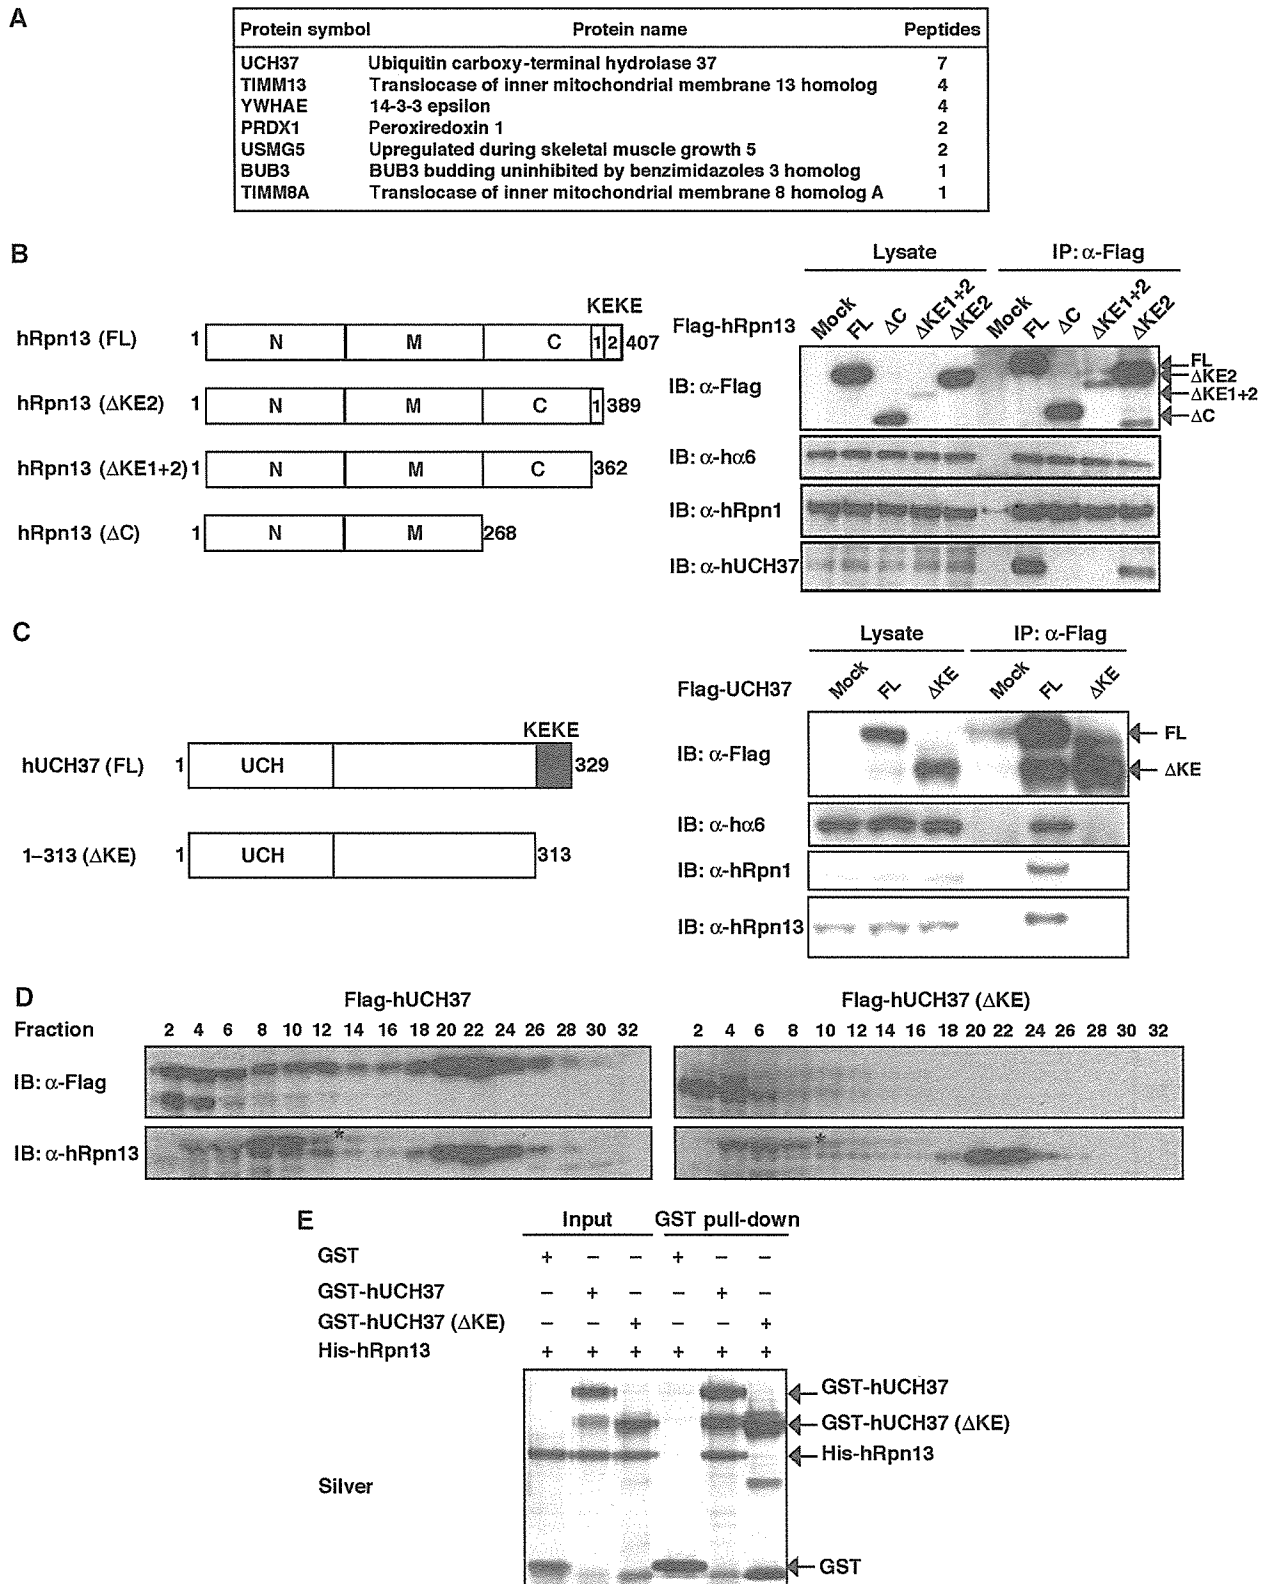 A
Protein symbol Protein name Peptides
UCH37 Ubiquitin carboxy-terminal hydrolase 37 7
TIMM13 Translocase of inner mitochondrial membrane 13 homolog 4
YWHAE 14-3-3 epsilon 4
PRDX1 Peroxiredoxin 1 2
USMG5 Upregulated during skeletal muscle growth 5 2
BUB3 BUB3 budding uninhibited by benzimidazoles 3 homolog 1
TIMM8A Translocase of inner mitochondrial membrane 8 homolog A 1
B
KEKE
hRpn13 (FL) 1 N M C 1 2 407
hRpn13 (ΔKE2) 1 N M C 1 389
hRpn13 (ΔKE1+2) 1 N M C 362
hRpn13 (ΔC) 1 N M 268
Lysate IP: α-Flag
Flag-hRpn13 Mock FL ΔC ΔKE1+2 ΔKE2 Mock FL ΔC ΔKE1+2 ΔKE2
IB: α-Flag
FL
ΔKE2
ΔKE1+2
ΔC
IB: α-hα6
IB: α-hRpn1
IB: α-hUCH37
C
KEKE
hUCH37 (FL) 1 UCH 329
1–313 (ΔKE) 1 UCH 313
Lysate IP: α-Flag
Flag-UCH37 Mock FL ΔKE Mock FL ΔKE
IB: α-Flag
FL
ΔKE
IB: α-hα6
IB: α-hRpn1
IB: α-hRpn13
D
Flag-hUCH37 Flag-hUCH37 (ΔKE)
Fraction 2 4 6 8 10 12 14 16 18 20 22 24 26 28 30 32 2 4 6 8 10 12 14 16 20 22 24 26 28 30 32
IB: α-Flag
IB: α-hRpn13 * *
E
Input GST pull-down
GST + − − + − −
GST-hUCH37 − + − − + −
GST-hUCH37 (ΔKE) − − + − − +
His-hRpn13 + + + + + +
GST-hUCH37
GST-hUCH37 (ΔKE)
His-hRpn13
Silver
GST